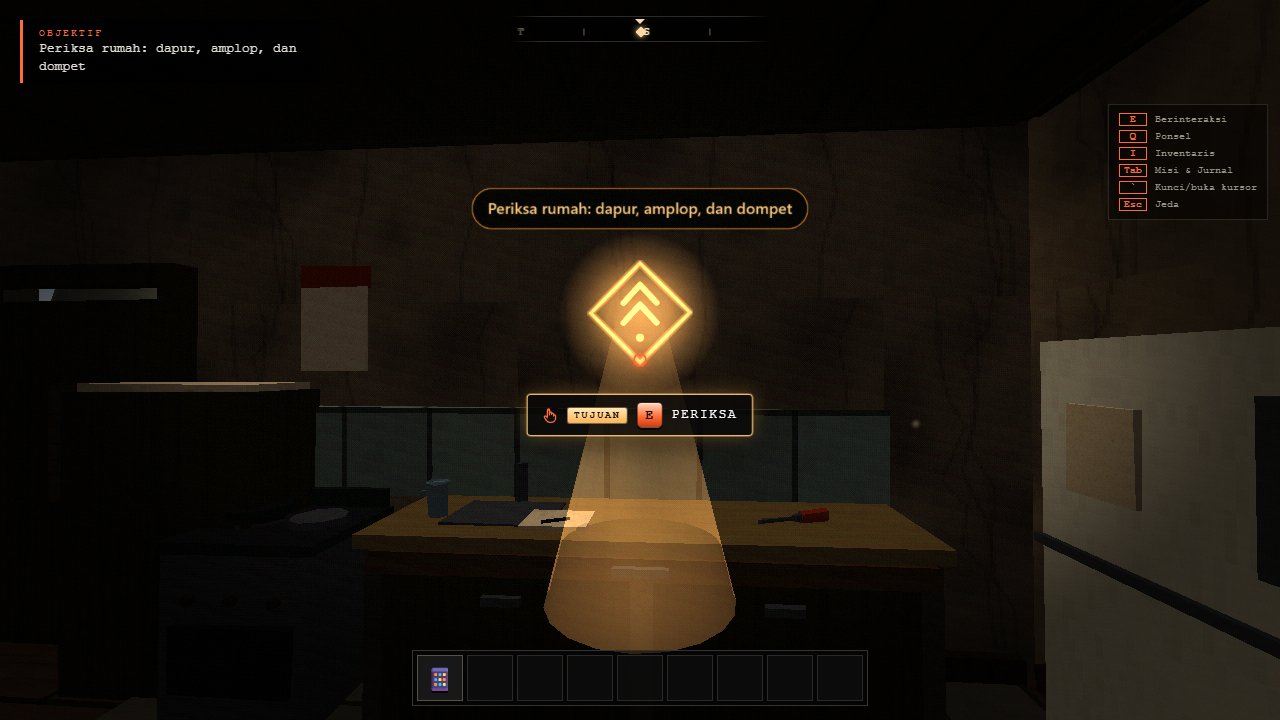 OBJEKTIF
Periksa rumah: dapur, amplop, dan
dompet
T
S
E Berinteraksi
Q Ponsel
I Inventaris
Tab Misi & Jurnal
` Kunci/buka kursor
Esc Jeda
Periksa rumah: dapur, amplop, dan dompet
TUJUAN E PERIKSA